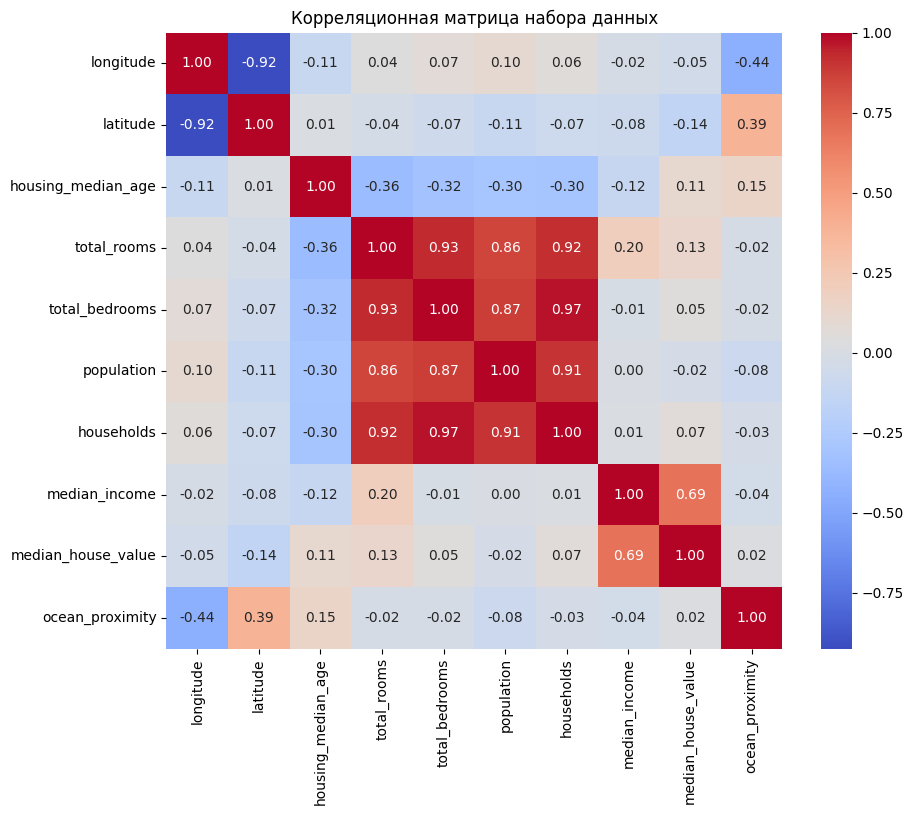 Корреляционная матрица набора данных
longitude 1.00 -0.92 -0.11 0.04 0.07 0.10 0.06 -0.02 -0.05 -0.44
latitude -0.92 1.00 0.01 -0.04 -0.07 -0.11 -0.07 -0.08 -0.14 0.39
housing_median_age -0.11 0.01 1.00 -0.36 -0.32 -0.30 -0.30 -0.12 0.11 0.15
total_rooms 0.04 -0.04 -0.36 1.00 0.93 0.86 0.92 0.20 0.13 -0.02
total_bedrooms 0.07 -0.07 -0.32 0.93 1.00 0.87 0.97 -0.01 0.05 -0.02
population 0.10 -0.11 -0.30 0.86 0.87 1.00 0.91 0.00 -0.02 -0.08
households 0.06 -0.07 -0.30 0.92 0.97 0.91 1.00 0.01 0.07 -0.03
median_income -0.02 -0.08 -0.12 0.20 -0.01 0.00 0.01 1.00 0.69 -0.04
median_house_value -0.05 -0.14 0.11 0.13 0.05 -0.02 0.07 0.69 1.00 0.02
ocean_proximity -0.44 0.39 0.15 -0.02 -0.02 -0.08 -0.03 -0.04 0.02 1.00
longitude
latitude
housing_median_age
total_rooms
total_bedrooms
population
households
median_income
median_house_value
ocean_proximity
1.00
0.75
0.50
0.25
0.00
−0.25
−0.50
−0.75